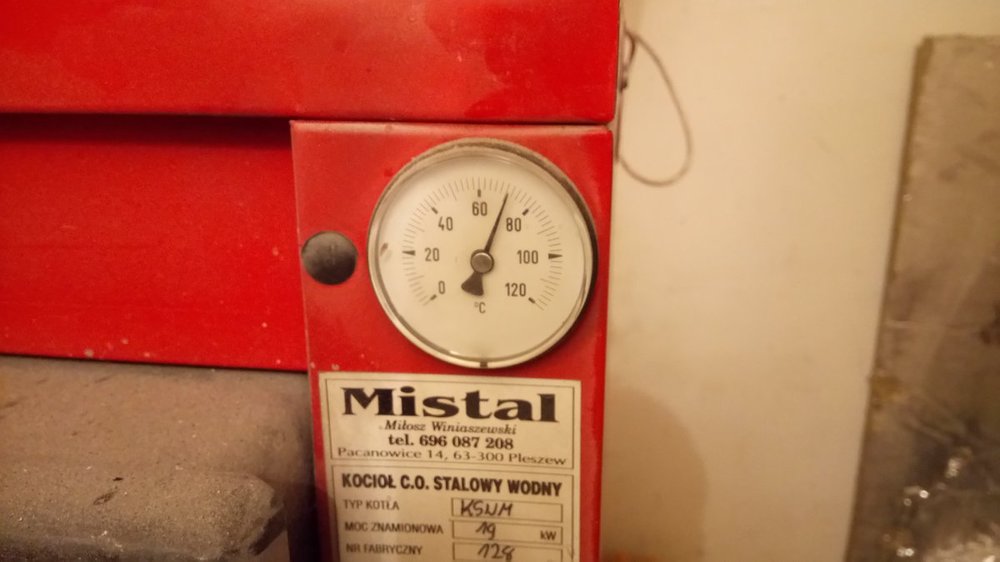 0
20
40
60
80
100
120
°C
Mistal
Miłosz Winiaszewski
tel. 696 087 208
Pacanowice 14, 63-300 Pleszew
KOCIOŁ C.O. STALOWY WODNY
TYP KOTŁA KSWM
MOC ZNAMIONOWA 19 kW
NR FABRYCZNY 128